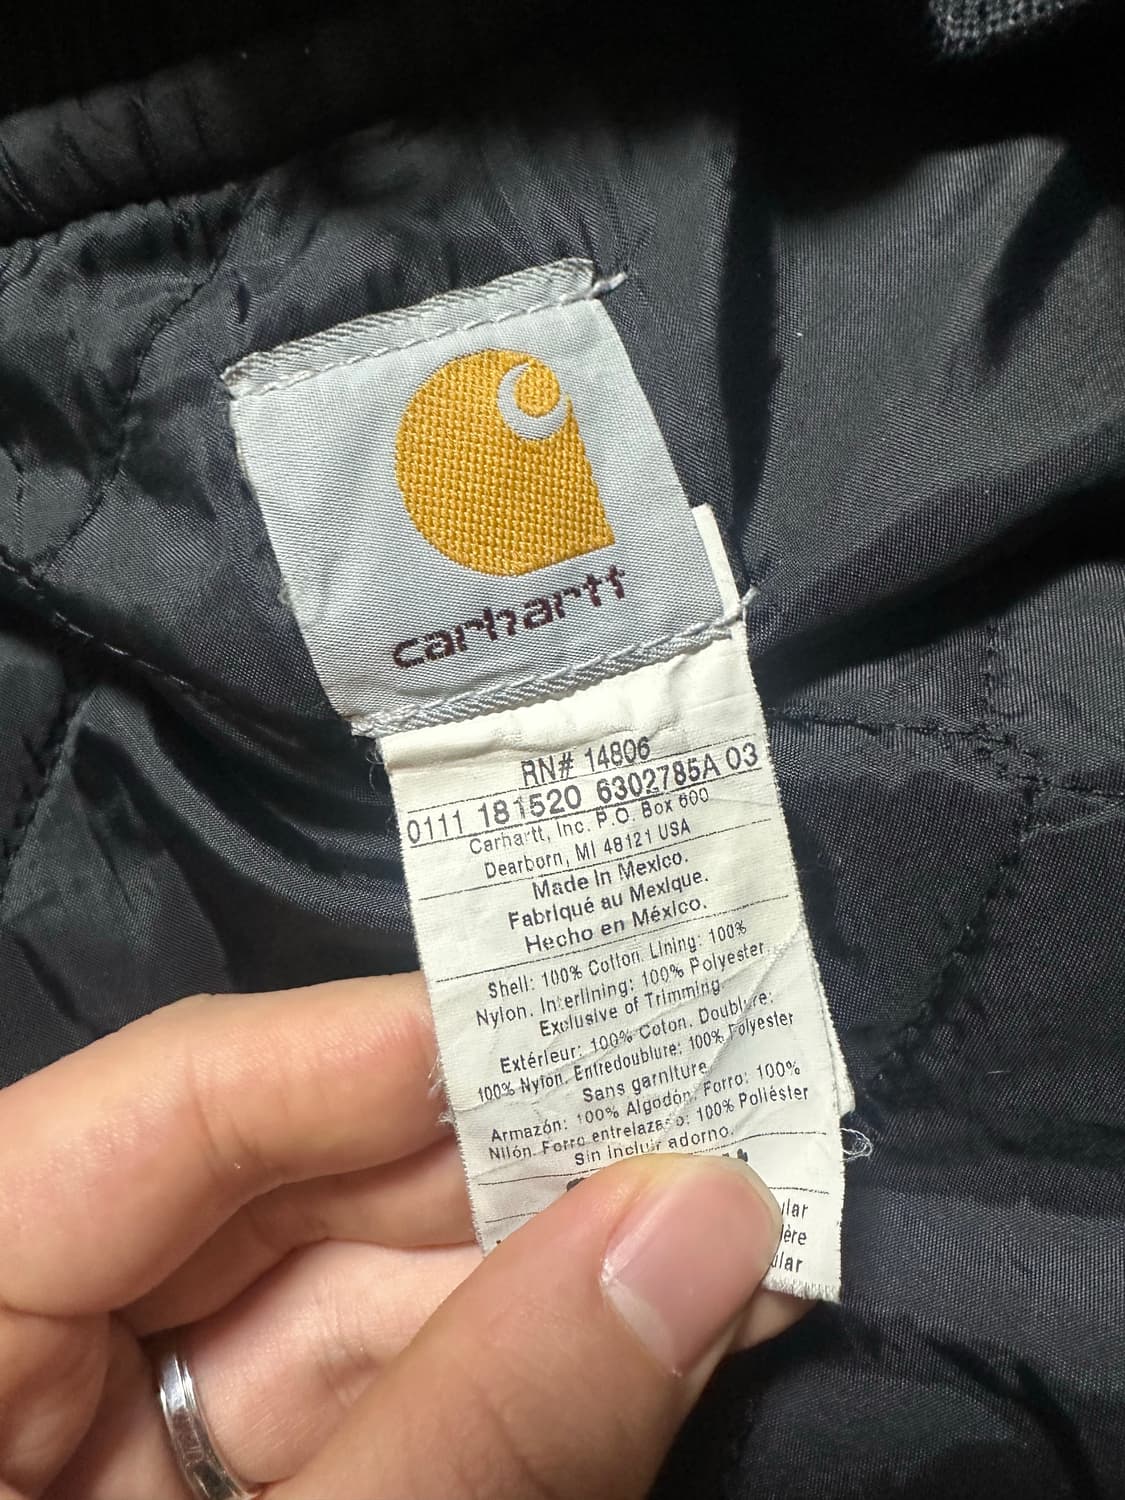 carhartt
RN# 14806
0111 181520 6302785A 03
Carhartt, Inc. P.O. Box 600
Dearborn, MI 48121 USA
Made in Mexico.
Fabriqué au Mexique.
Hecho en México.
Shell: 100% Cotton. Lining: 100%
Nylon. Interlining: 100% Polyester.
Exclusive of Trimming.
Extérieur: 100% Coton. Doublure:
100% Nylon. Entredoublure: 100% Polyester
Sans garniture.
Armazón: 100% Algodón. Forro: 100%
Nilón. Forro entrelazado: 100% Poliéster
Sin incluir adorno.